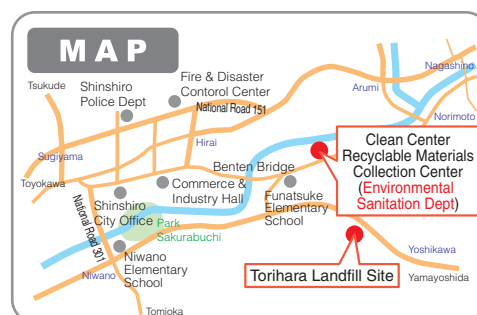 MAP
Tsukude
Shinshiro
Police Dept
Fire & Disaster
Contorol Center
National Road 151
Arumi
Nagashino
Norimoto
Sugiyama
Hirai
Toyokawa
Benten Bridge
Clean Center
Recyclable Materials
Collection Center
(Environmental
Sanitation Dept)
National Road 301
Shinshiro
City Office
Commerce &
Industry Hall
Funatsuke
Elementary
School
Park
Sakurabuchi
Niwano
Elementary
School
Niwano
Tomioka
Torihara Landfill Site
Yoshikawa
Yamayoshida